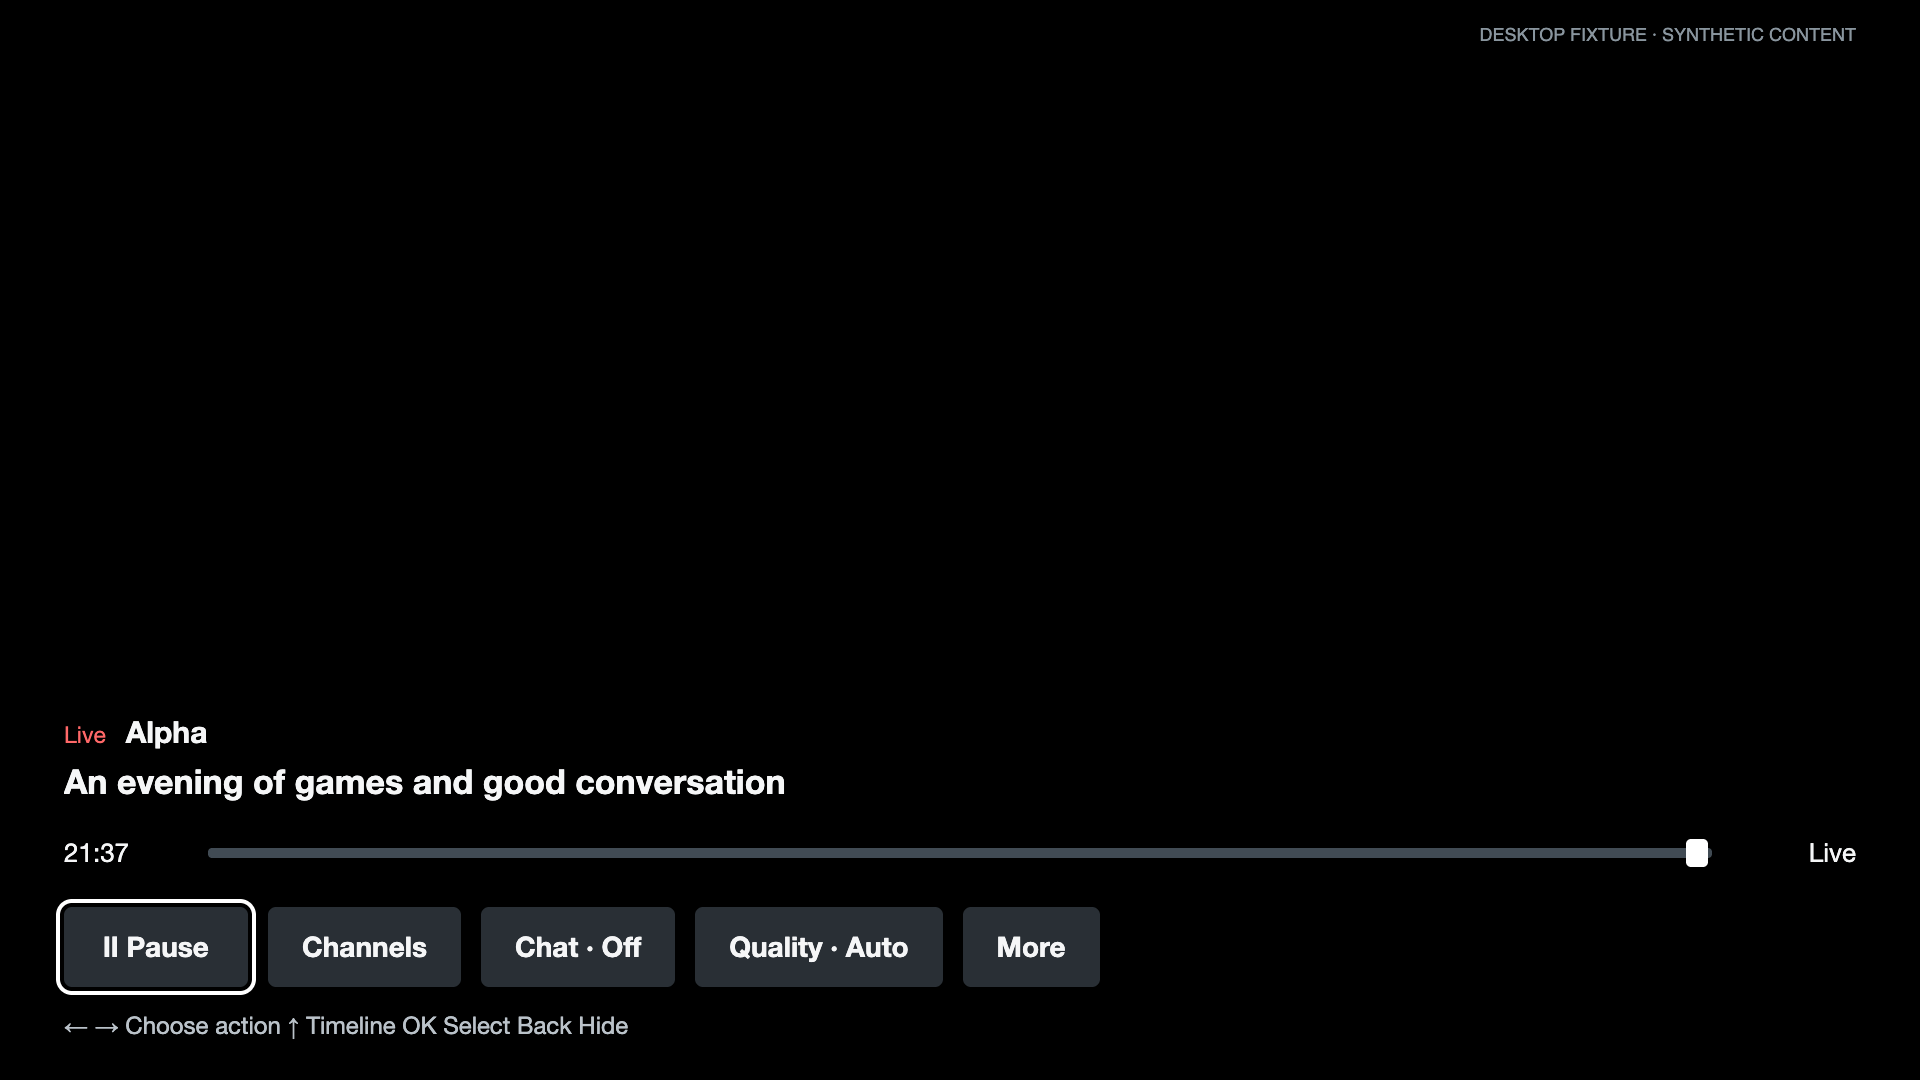 DESKTOP FIXTURE · SYNTHETIC CONTENT
Live Alpha
An evening of games and good conversation
21:37 Live
II Pause Channels Chat · Off Quality · Auto More
← → Choose action ↑ Timeline OK Select Back Hide